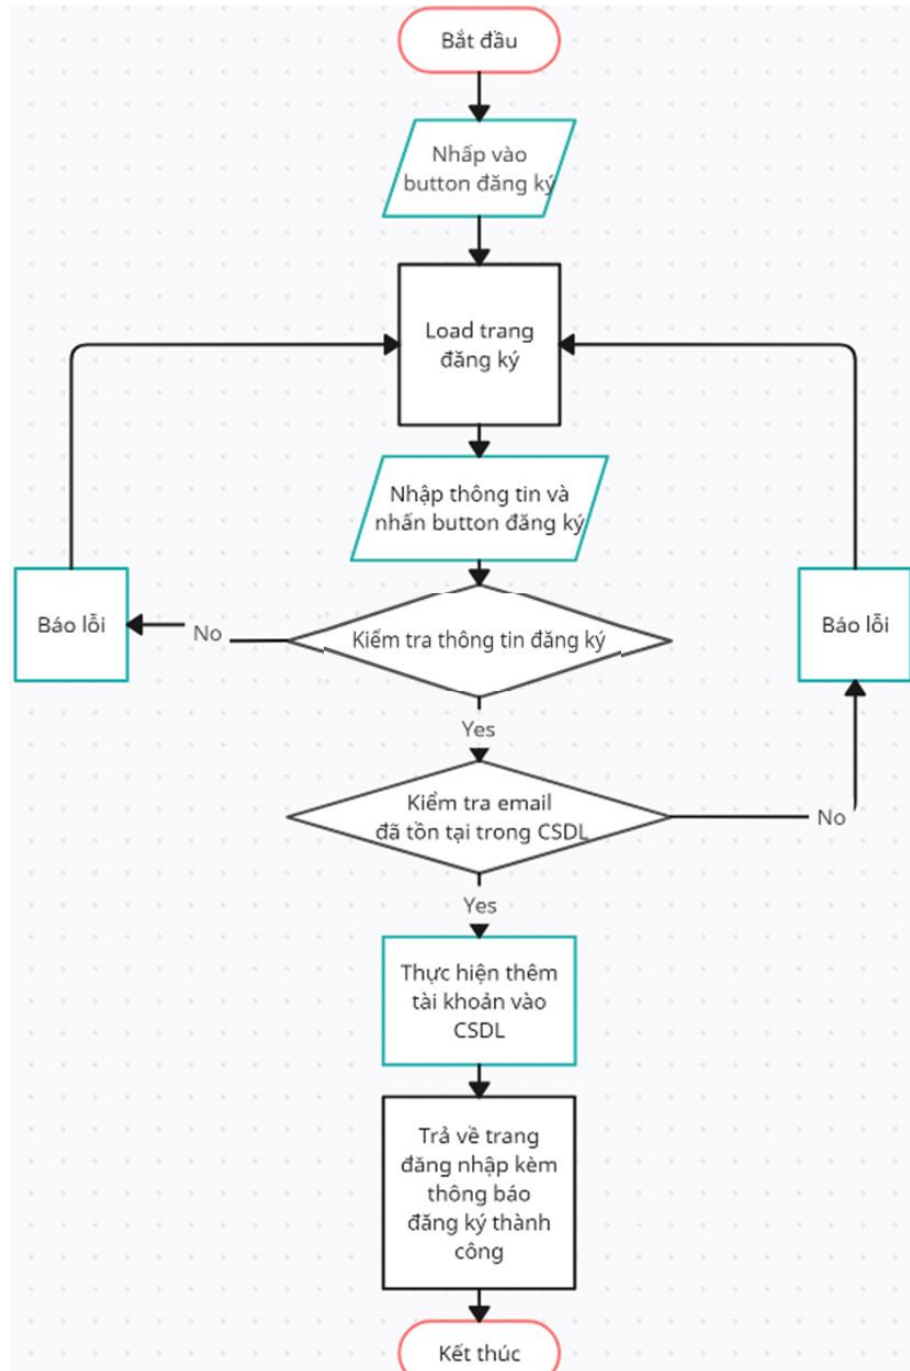 Bắt đầu
Nhấp vào
button đăng ký
Load trang
đăng ký
Nhập thông tin và
nhấn button đăng ký
Báo lỗi
No
Kiểm tra thông tin đăng ký
Báo lỗi
Yes
Kiểm tra email
đã tồn tại trong CSDL
No
Yes
Thực hiện thêm
tài khoản vào
CSDL
Trả về trang
đăng nhập kèm
thông báo
đăng ký thành
công
Kết thúc